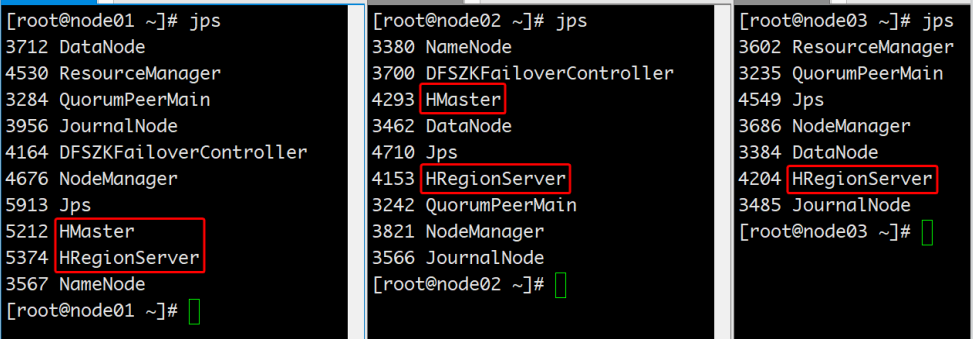 [root@node01 ~]# jps
3712 DataNode
4530 ResourceManager
3284 QuorumPeerMain
3956 JournalNode
4164 DFSZKFailoverController
4676 NodeManager
5913 Jps
5212 HMaster
5374 HRegionServer
3567 NameNode
[root@node01 ~]#
[root@node02 ~]# jps
3380 NameNode
3700 DFSZKFailoverController
4293 HMaster
3462 DataNode
4710 Jps
4153 HRegionServer
3242 QuorumPeerMain
3821 NodeManager
3566 JournalNode
[root@node02 ~]#
[root@node03 ~]# jps
3602 ResourceManager
3235 QuorumPeerMain
4549 Jps
3686 NodeManager
3384 DataNode
4204 HRegionServer
3485 JournalNode
[root@node03 ~]#